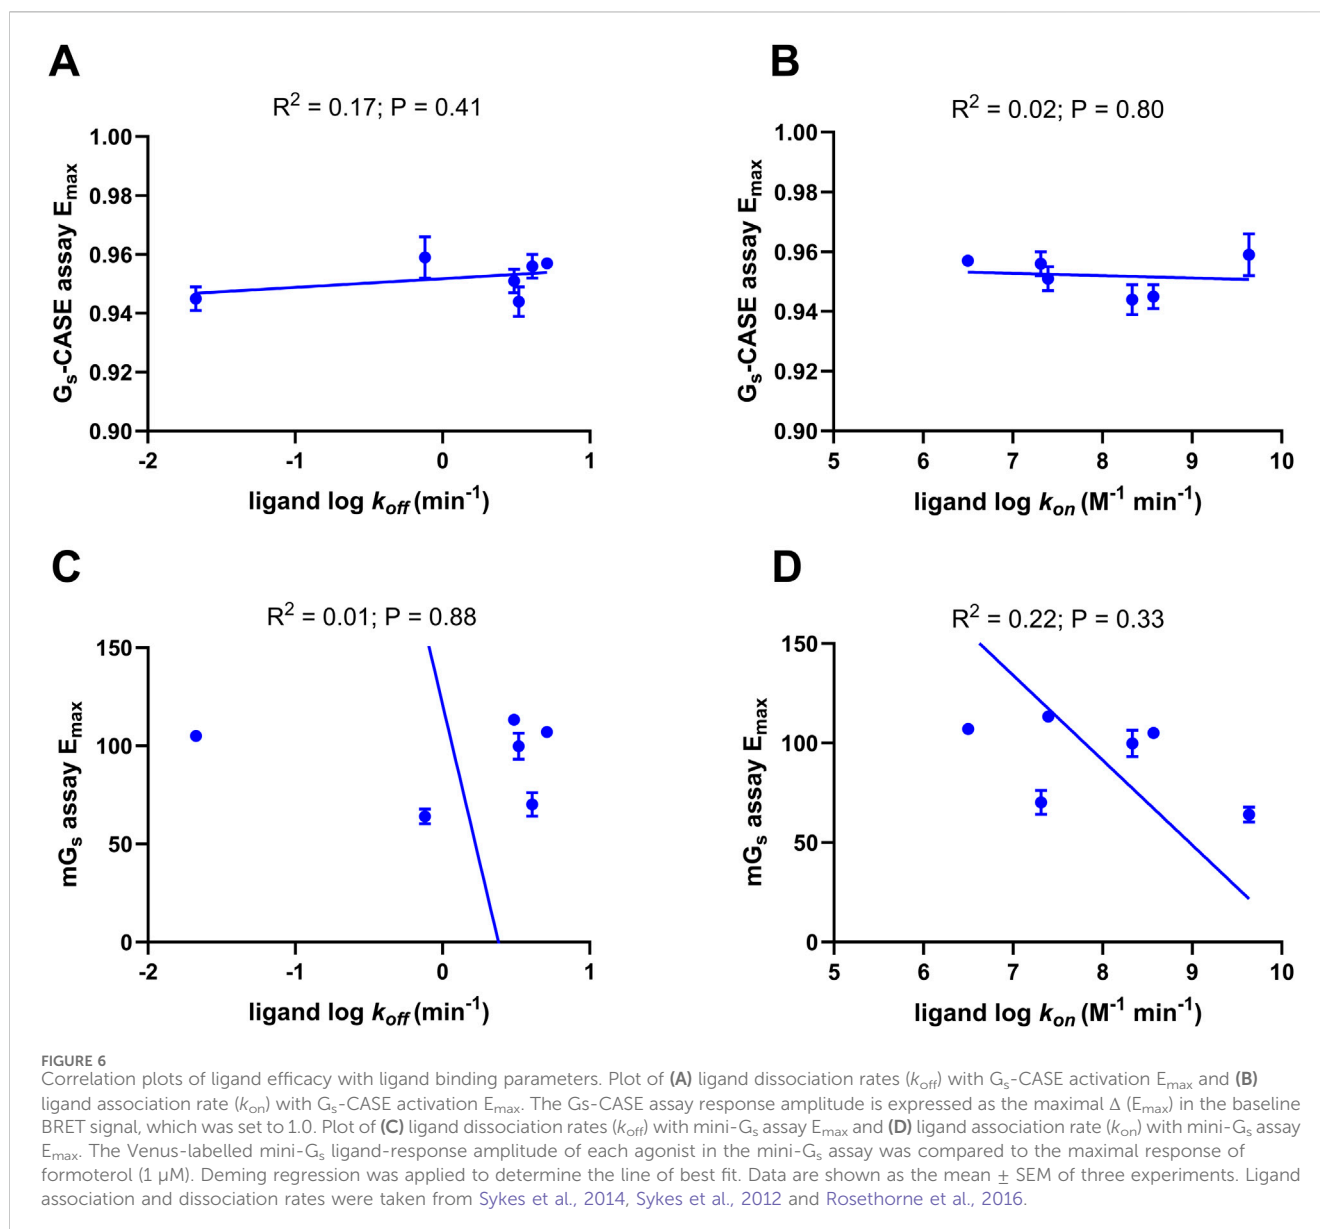 A
R² = 0.17; P = 0.41
1.00
0.98
0.96
0.94
0.92
0.90
Gₛ-CASE assay Eₘₐₓ
-2 -1 0 1
ligand log k_off (min⁻¹)
B
R² = 0.02; P = 0.80
1.00
0.98
0.96
0.94
0.92
0.90
Gₛ-CASE assay Eₘₐₓ
5 6 7 8 9 10
ligand log k_on (M⁻¹ min⁻¹)
C
R² = 0.01; P = 0.88
150
100
50
0
mGₛ assay Eₘₐₓ
-2 -1 0 1
ligand log k_off (min⁻¹)
D
R² = 0.22; P = 0.33
150
100
50
0
mGₛ assay Eₘₐₓ
5 6 7 8 9 10
ligand log k_on (M⁻¹ min⁻¹)
FIGURE 6
Correlation plots of ligand efficacy with ligand binding parameters. Plot of (A) ligand dissociation rates (k_off) with Gₛ-CASE activation Eₘₐₓ and (B)
ligand association rate (k_on) with Gₛ-CASE activation Eₘₐₓ. The Gs-CASE assay response amplitude is expressed as the maximal Δ (Eₘₐₓ) in the baseline
BRET signal, which was set to 1.0. Plot of (C) ligand dissociation rates (k_off) with mini-Gₛ assay Eₘₐₓ and (D) ligand association rate (k_on) with mini-Gₛ assay
Eₘₐₓ. The Venus-labelled mini-Gₛ ligand-response amplitude of each agonist in the mini-Gₛ assay was compared to the maximal response of
formoterol (1 μM). Deming regression was applied to determine the line of best fit. Data are shown as the mean ± SEM of three experiments. Ligand
association and dissociation rates were taken from Sykes et al., 2014, Sykes et al., 2012 and Rosethorne et al., 2016.